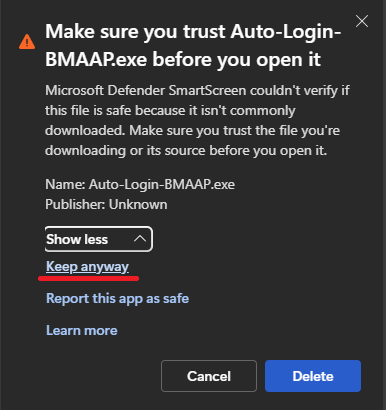 Make sure you trust Auto-Login-
BMAAP.exe before you open it
Microsoft Defender SmartScreen couldn't verify if
this file is safe because it isn't commonly
downloaded. Make sure you trust the file you're
downloading or its source before you open it.
Name: Auto-Login-BMAAP.exe
Publisher: Unknown
Show less
Keep anyway
Report this app as safe
Learn more
Cancel
Delete